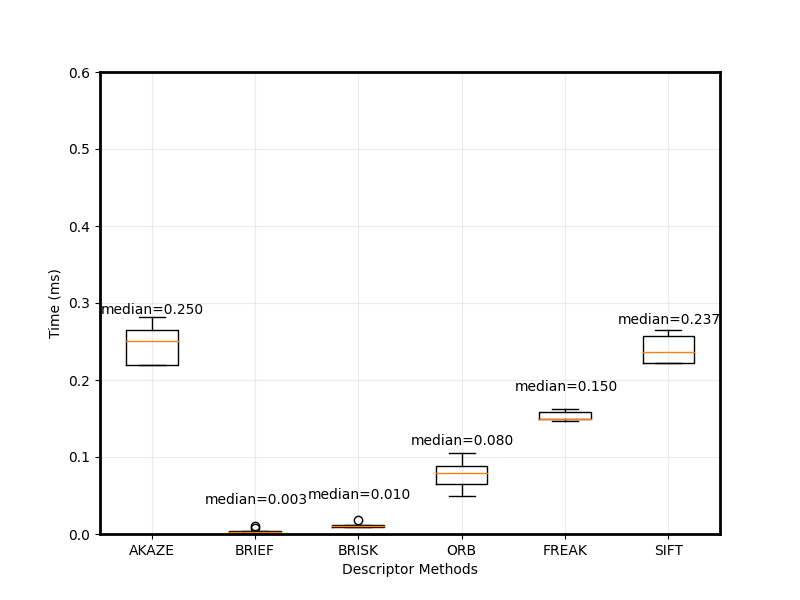 0.6
0.5
0.4
0.3
0.2
0.1
0.0
Time (ms)
median=0.250
median=0.003
median=0.010
median=0.080
median=0.150
median=0.237
AKAZE
BRIEF
BRISK
ORB
FREAK
SIFT
Descriptor Methods